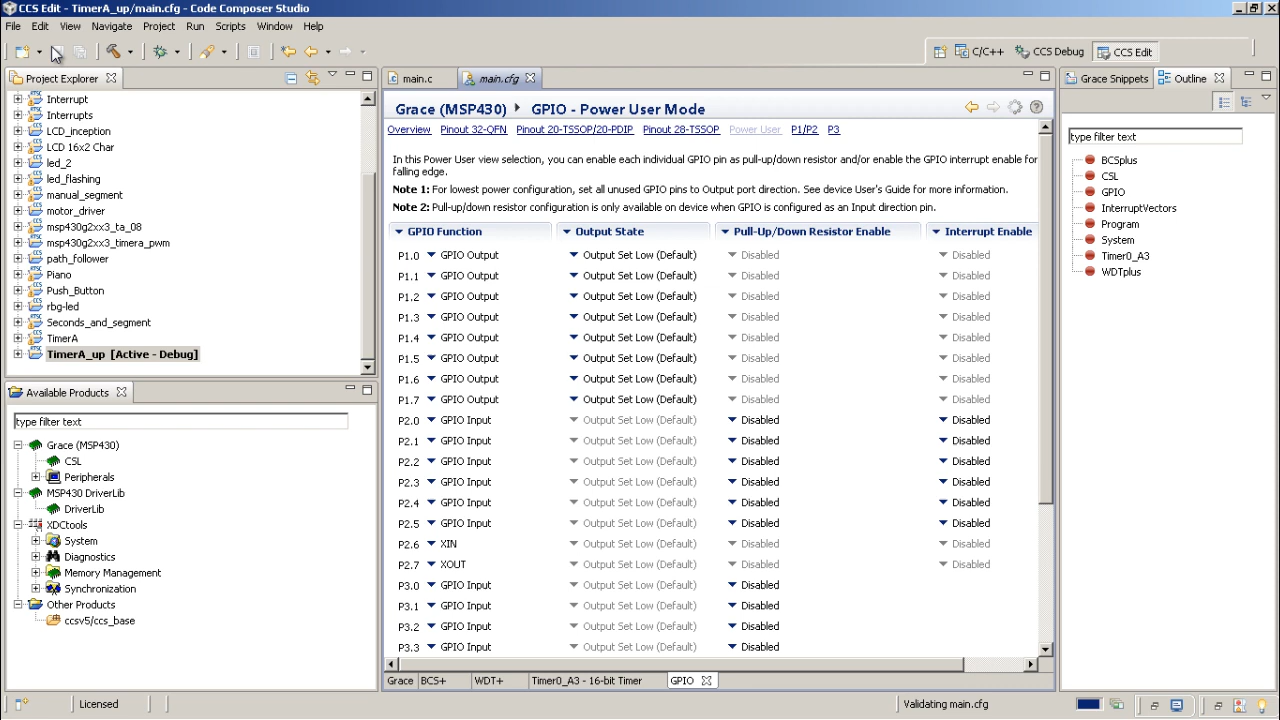 CCS Edit - TimerA_up/main.cfg - Code Composer Studio
File Edit View Navigate Project Run Scripts Window Help
C/C++ CCS Debug CCS Edit
Project Explorer
Interrupt
Interrupts
LCD_inception
LCD 16x2 Char
led_2
led_flashing
manual_segment
motor_driver
msp430g2xx3_ta_08
msp430g2xx3_timera_pwm
path_follower
Piano
Push_Button
rbg-led
Seconds_and_segment
TimerA
TimerA_up [Active - Debug]
Available Products
type filter text
Grace (MSP430)
CSL
Peripherals
MSP430 DriverLib
DriverLib
XDCtools
System
Diagnostics
Memory Management
Synchronization
Other Products
ccsv5/ccs_base
main.c main.cfg
Grace (MSP430) GPIO - Power User Mode
Overview Pinout 32-QFN Pinout 20-TSSOP/20-PDIP Pinout 28-TSSOP Power User P1/P2 P3
In this Power User view selection, you can enable each individual GPIO pin as pull-up/down resistor and/or enable the GPIO interrupt enable for
falling edge.
Note 1: For lowest power configuration, set all unused GPIO pins to Output port direction. See device User's Guide for more information.
Note 2: Pull-up/down resistor configuration is only available on device when GPIO is configured as an Input direction pin.
GPIO Function Output State Pull-Up/Down Resistor Enable Interrupt Enable
P1.0 GPIO Output Output Set Low (Default) Disabled Disabled
P1.1 GPIO Output Output Set Low (Default) Disabled Disabled
P1.2 GPIO Output Output Set Low (Default) Disabled Disabled
P1.3 GPIO Output Output Set Low (Default) Disabled Disabled
P1.4 GPIO Output Output Set Low (Default) Disabled Disabled
P1.5 GPIO Output Output Set Low (Default) Disabled Disabled
P1.6 GPIO Output Output Set Low (Default) Disabled Disabled
P1.7 GPIO Output Output Set Low (Default) Disabled Disabled
P2.0 GPIO Input Output Set Low (Default) Disabled Disabled
P2.1 GPIO Input Output Set Low (Default) Disabled Disabled
P2.2 GPIO Input Output Set Low (Default) Disabled Disabled
P2.3 GPIO Input Output Set Low (Default) Disabled Disabled
P2.4 GPIO Input Output Set Low (Default) Disabled Disabled
P2.5 GPIO Input Output Set Low (Default) Disabled Disabled
P2.6 XIN Output Set Low (Default) Disabled Disabled
P2.7 XOUT Output Set Low (Default) Disabled Disabled
P3.0 GPIO Input Output Set Low (Default) Disabled
P3.1 GPIO Input Output Set Low (Default) Disabled
P3.2 GPIO Input Output Set Low (Default) Disabled
P3.3 GPIO Input Output Set Low (Default) Disabled
Grace BCS+ WDT+ Timer0_A3 - 16-bit Timer GPIO
Grace Snippets Outline
type filter text
BCSplus
CSL
GPIO
InterruptVectors
Program
System
Timer0_A3
WDTplus
Licensed
Validating main.cfg